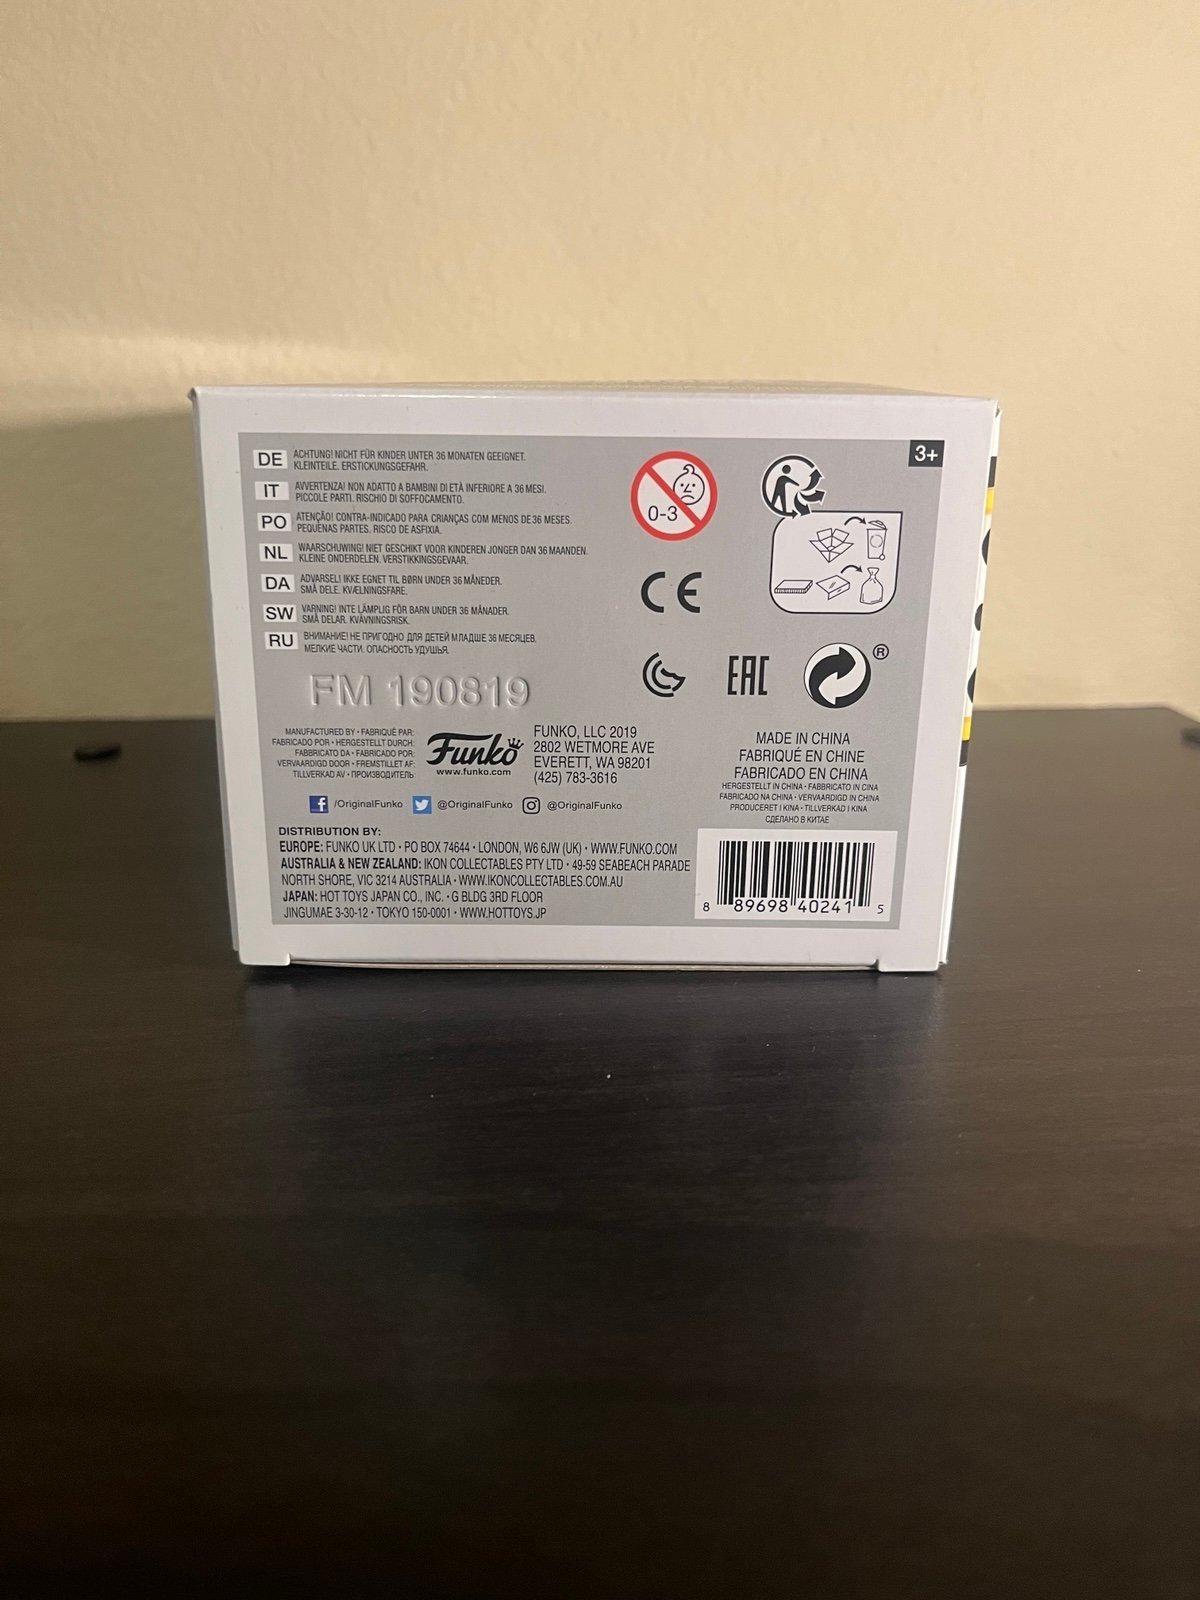 3+
DE ACHTUNG! NICHT FÜR KINDER UNTER 36 MONATEN GEEIGNET.
KLEINTEILE. ERSTICKUNGSGEFAHR.
IT AVVERTENZA! NON ADATTO A BAMBINI DI ETÀ INFERIORE A 36 MESI.
PICCOLE PARTI. RISCHIO DI SOFFOCAMENTO.
PO ATENÇÃO! CONTRA-INDICADO PARA CRIANÇAS COM MENOS DE 36 MESES.
PEQUENAS PARTES. RISCO DE ASFIXIA.
NL WAARSCHUWING! NIET GESCHIKT VOOR KINDEREN JONGER DAN 36 MAANDEN.
KLEINE ONDERDELEN. VERSTIKKINGSGEVAAR.
DA ADVARSEL! IKKE EGNET TIL BØRN UNDER 36 MÅNEDER.
SMÅ DELE. KVÆLNINGSFARE.
SW VARNING! INTE LÄMPLIG FÖR BARN UNDER 36 MÅNADER.
SMÅ DELAR. KVÄVNINGSRISK.
RU ВНИМАНИЕ! НЕ ПРИГОДНО ДЛЯ ДЕТЕЙ МЛАДШЕ 36 МЕСЯЦЕВ.
МЕЛКИЕ ЧАСТИ. ОПАСНОСТЬ УДУШЬЯ.
0-3
CE
EAC
®
FM 190819
MANUFACTURED BY • FABRIQUÉ PAR:
FABRICADO POR • HERGESTELLT DURCH:
FABBRICATO DA • FABRICADO POR:
VERVAARDIGD DOOR • FREMSTILLET AF:
TILLVERKAD AV • ПРОИЗВОДИТЕЛЬ:
Funko
www.funko.com
FUNKO, LLC 2019
2802 WETMORE AVE
EVERETT, WA 98201
(425) 783-3616
MADE IN CHINA
FABRIQUÉ EN CHINE
FABRICADO EN CHINA
HERGESTELLT IN CHINA • FABBRICATO IN CINA
FABRICADO NA CHINA • VERVAARDIGD IN CHINA
PRODUCERET I KINA • TILLVERKAD I KINA
СДЕЛАНО В КИТАЕ
/OriginalFunko @OriginalFunko @OriginalFunko
DISTRIBUTION BY:
EUROPE: FUNKO UK LTD • PO BOX 74644 • LONDON, W6 6JW (UK) • WWW.FUNKO.COM
AUSTRALIA & NEW ZEALAND: IKON COLLECTABLES PTY LTD • 49-59 SEABEACH PARADE
NORTH SHORE, VIC 3214 AUSTRALIA • WWW.IKONCOLLECTABLES.COM.AU
JAPAN: HOT TOYS JAPAN CO., INC. • G BLDG 3RD FLOOR
JINGUMAE 3-30-12 • TOKYO 150-0001 • WWW.HOTTOYS.JP
8 89698 40241 5